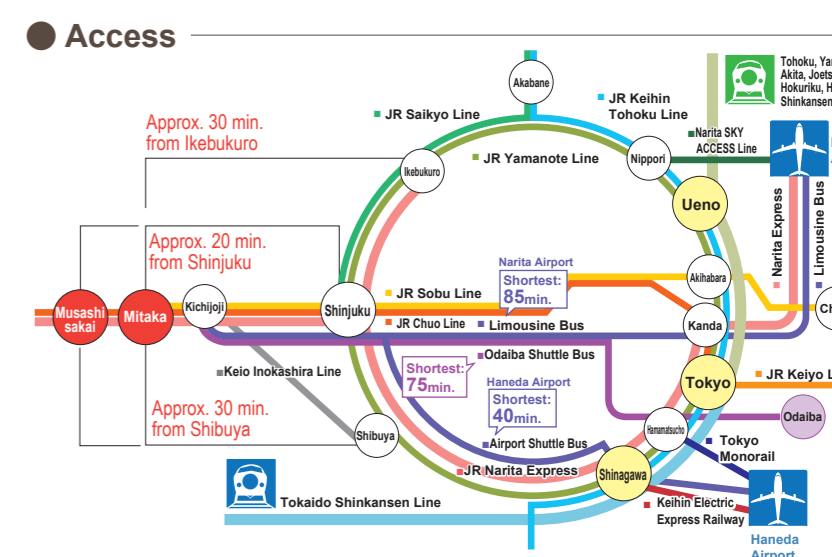 Access
Tohoku, Ya
Akita, Joets
Hokuriku, H
Shinkansen
Akabane
JR Keihin
Tohoku Line
JR Saikyo Line
Approx. 30 min.
from Ikebukuro
Narita SKY
ACCESS Line
JR Yamanote Line
Nippori
Ikebukuro
Ueno
Narita Express
Limousine Bus
Approx. 20 min.
from Shinjuku
Narita Airport
Shortest:
85min.
Akihabara
JR Sobu Line
Musashi
sakai
Mitaka
Kichijoji
Shinjuku
JR Chuo Line
Limousine Bus
Kanda
Ch
Odaiba Shuttle Bus
Keio Inokashira Line
Shortest:
75min.
Haneda Airport
Shortest:
40min.
Tokyo
JR Keiyo L
Approx. 30 min.
from Shibuya
Odaiba
Hamamatsucho
Shibuya
Airport Shuttle Bus
Tokyo
Monorail
JR Narita Express
Shinagawa
Tokaido Shinkansen Line
Keihin Electric
Express Railway
Haneda
Airport